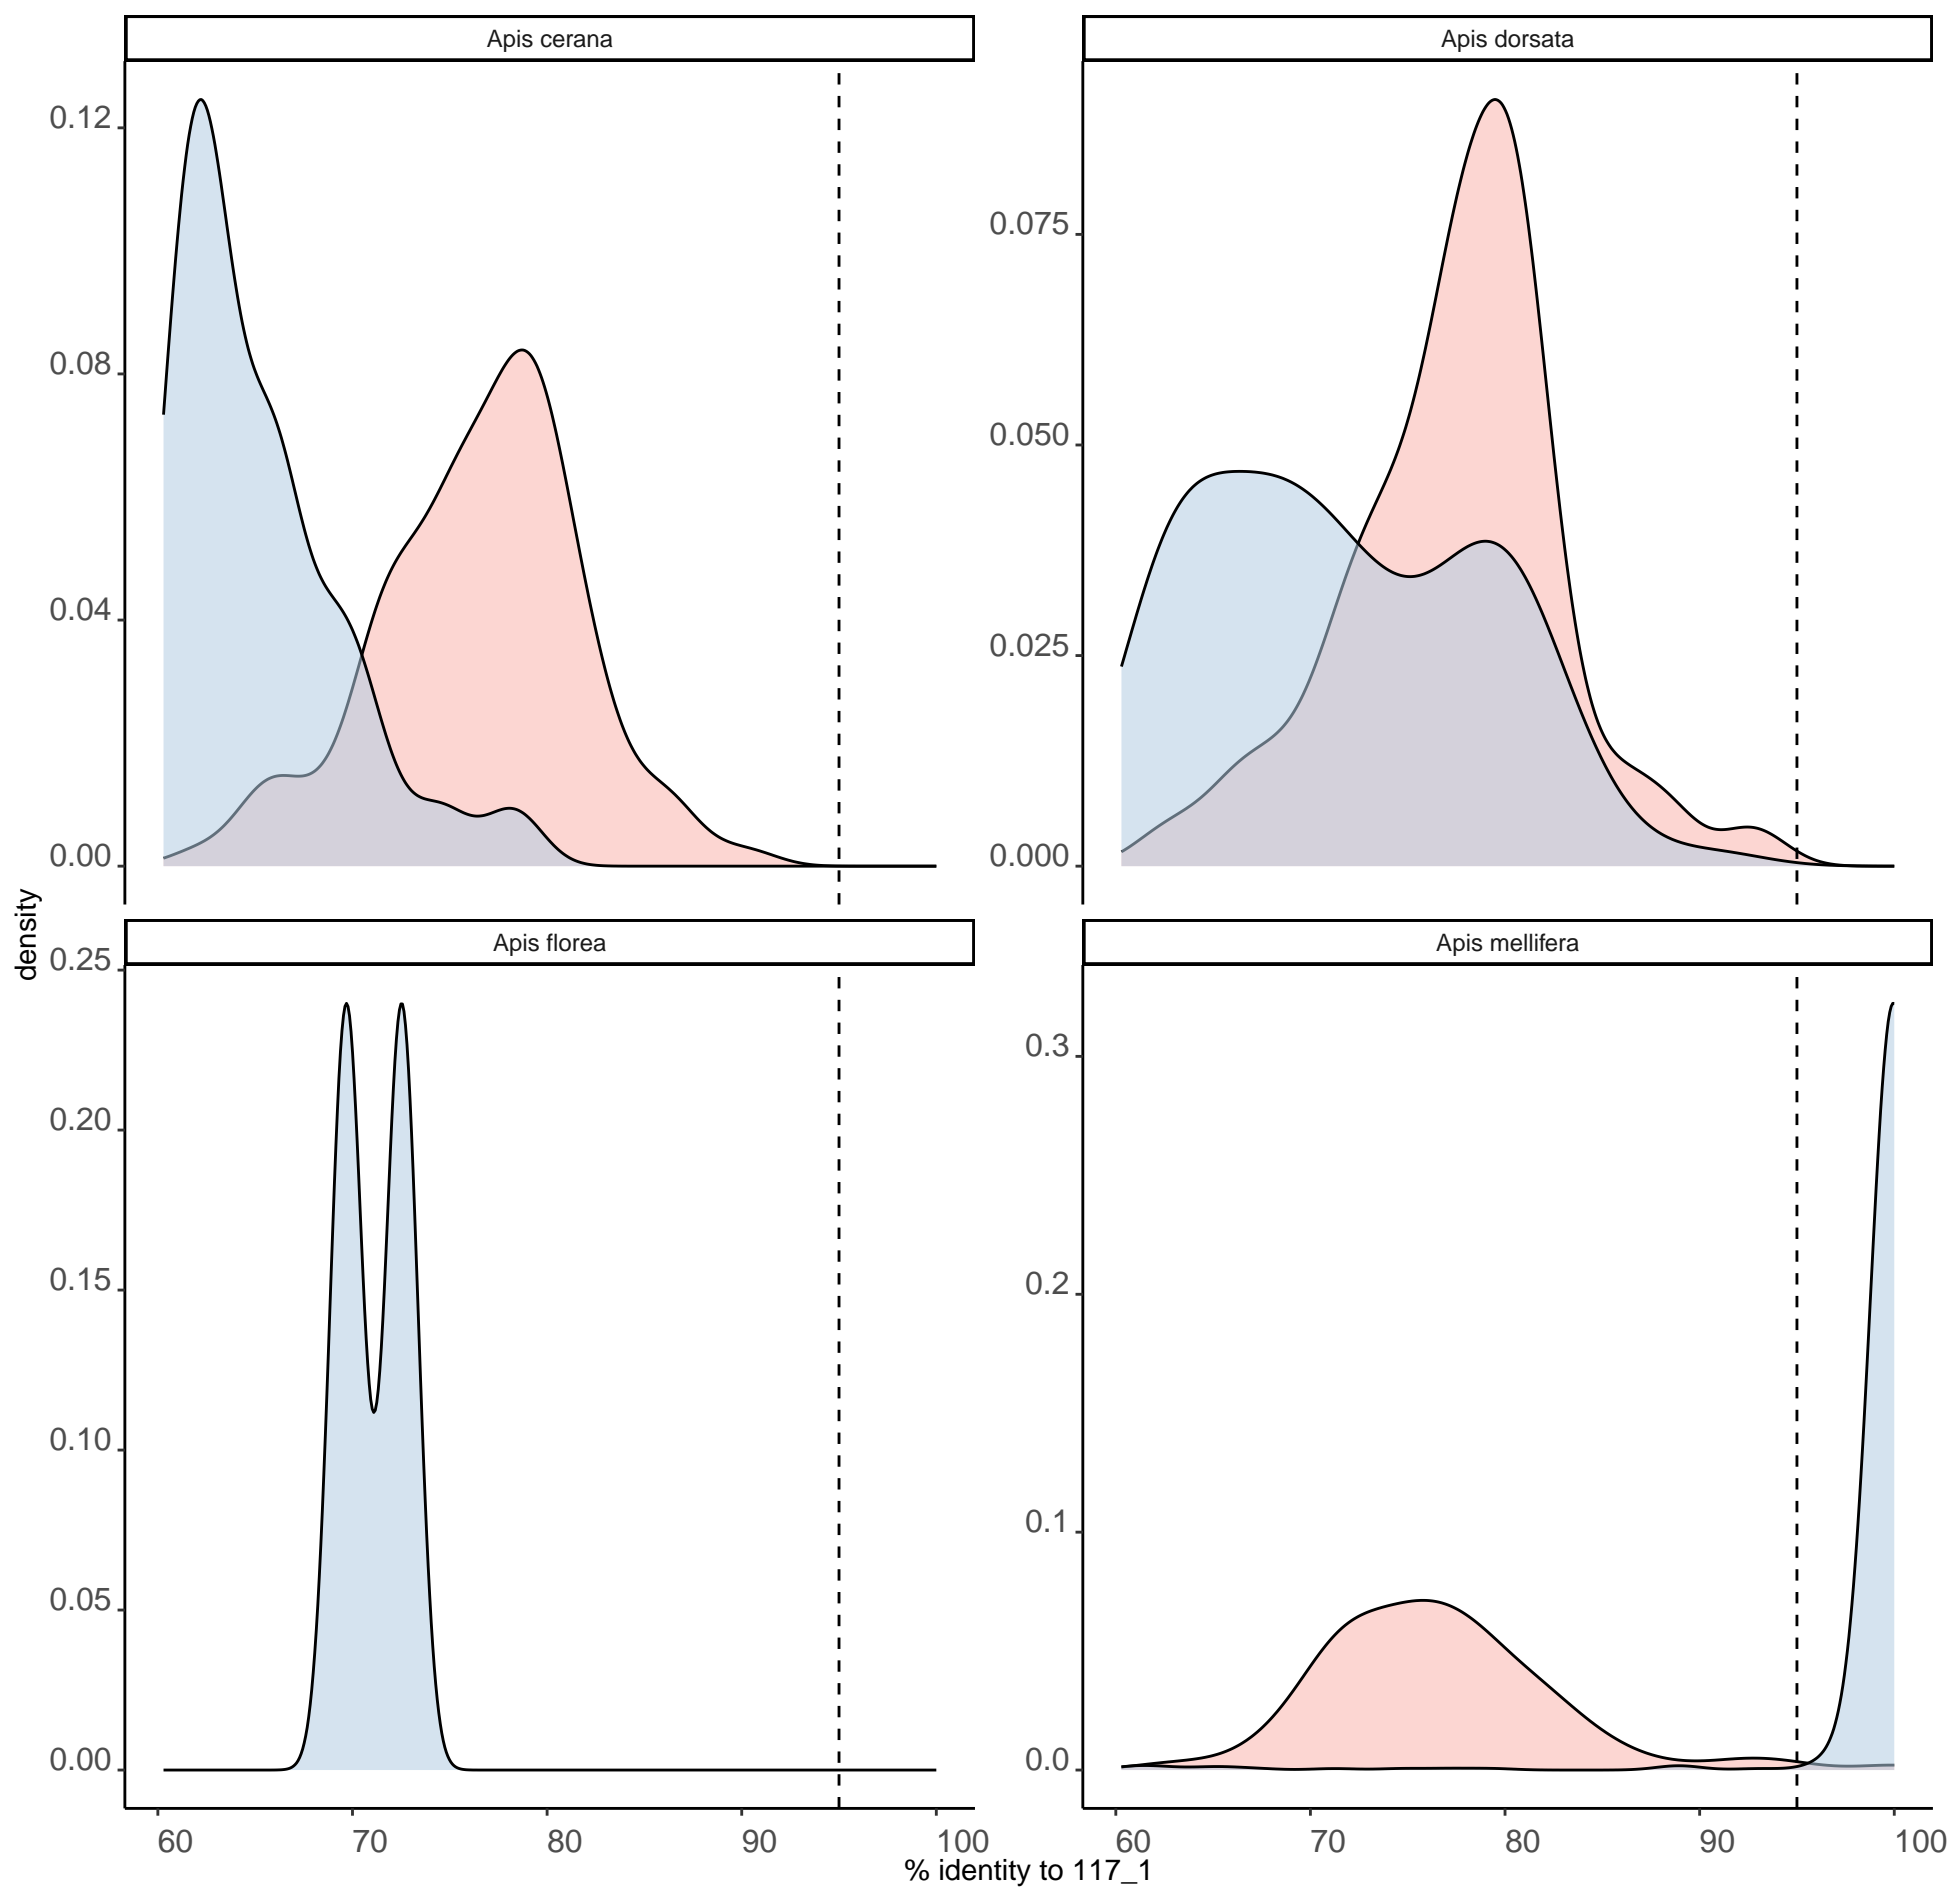 Apis cerana
Apis dorsata
0.12
0.08
0.04
0.00
0.075
0.050
0.025
0.000
density
Apis florea
Apis mellifera
0.25
0.20
0.15
0.10
0.05
0.00
0.3
0.2
0.1
0.0
60 70 80 90 100
60 70 80 90 100
% identity to 117_1